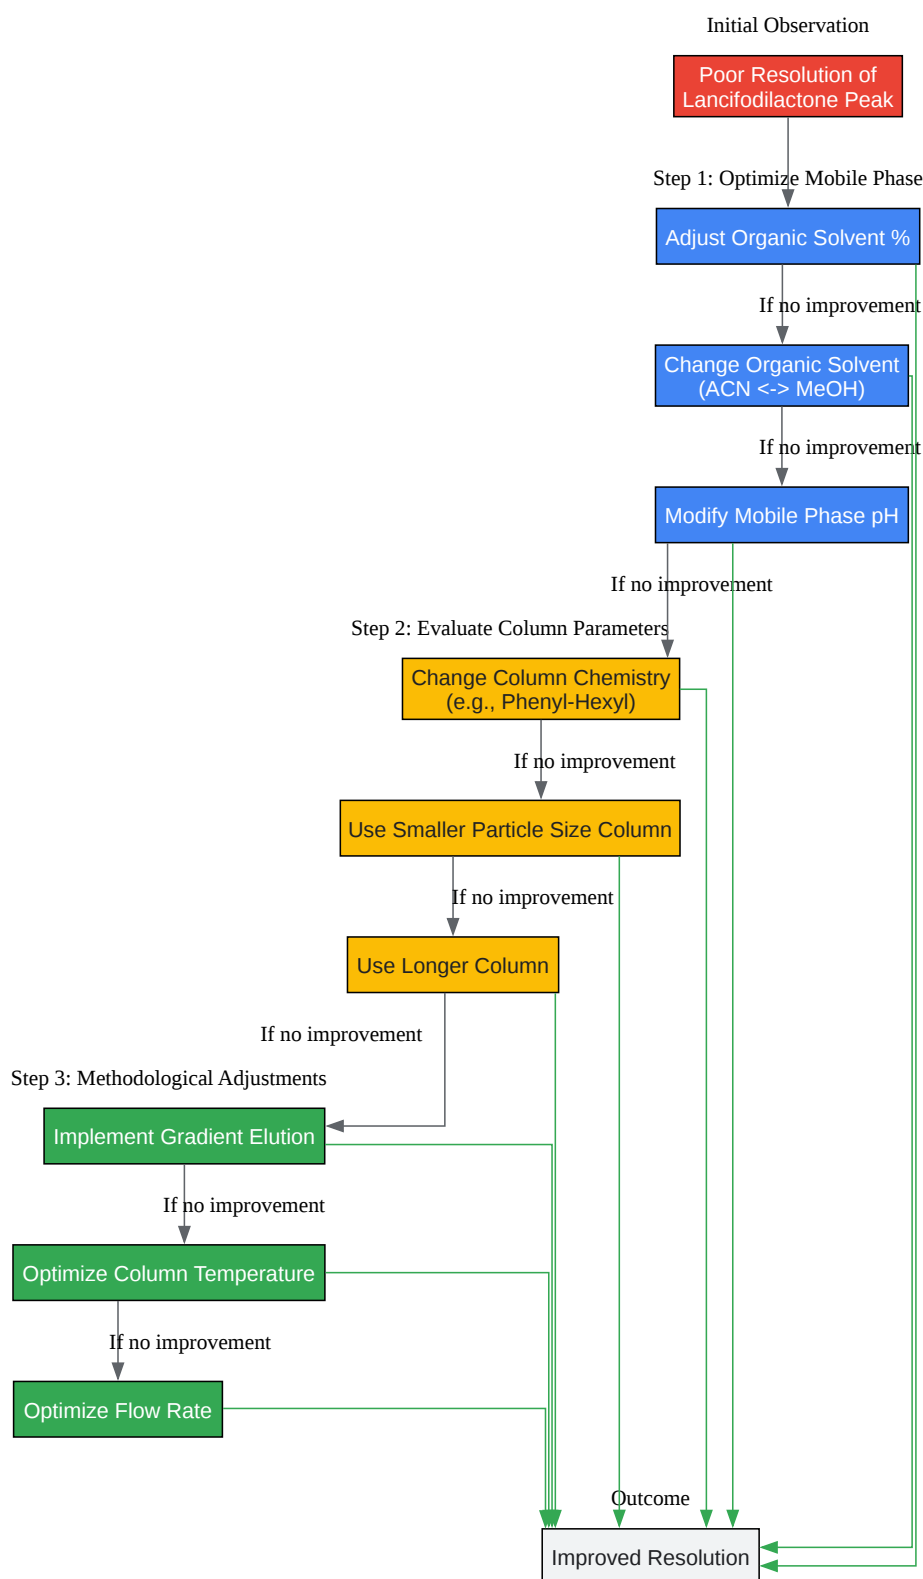 Initial Observation
Poor Resolution of
Lancifodilactone Peak
Step 1: Optimize Mobile Phase
Adjust Organic Solvent %
If no improvement
Change Organic Solvent
(ACN <-> MeOH)
If no improvement
Modify Mobile Phase pH
If no improvement
Step 2: Evaluate Column Parameters
Change Column Chemistry
(e.g., Phenyl-Hexyl)
If no improvement
Use Smaller Particle Size Column
If no improvement
Use Longer Column
If no improvement
Step 3: Methodological Adjustments
Implement Gradient Elution
If no improvement
Optimize Column Temperature
If no improvement
Optimize Flow Rate
Outcome
Improved Resolution